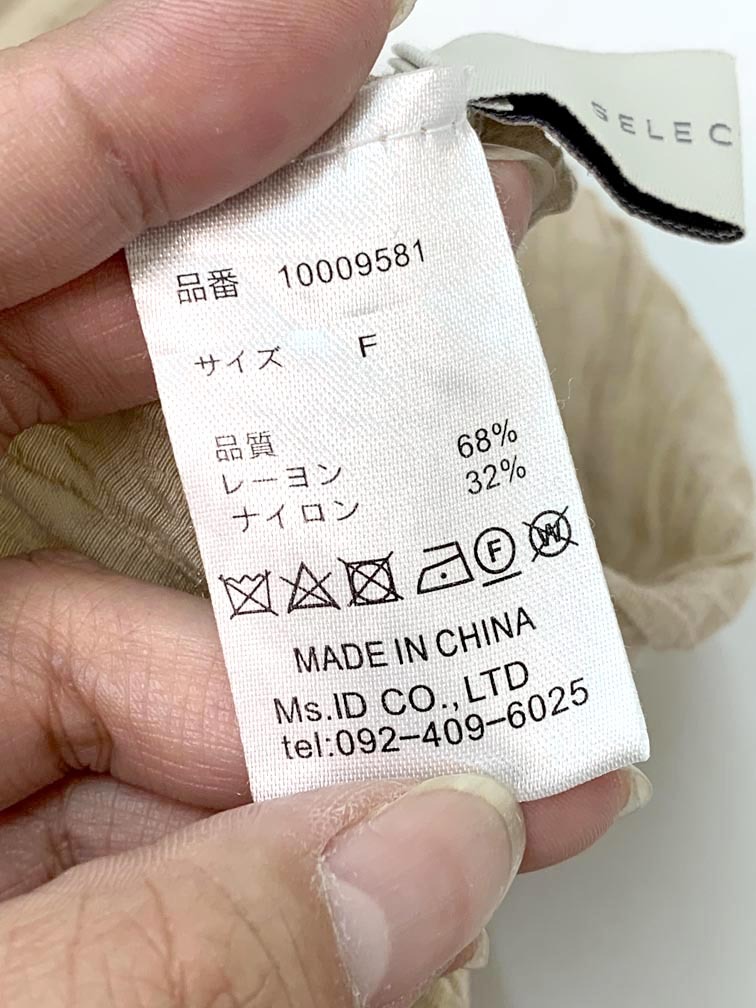 SELEC
品番 10009581
サイズ F
品質
レーヨン 68%
ナイロン 32%
F W
MADE IN CHINA
Ms.ID CO.,LTD
tel:092-409-6025